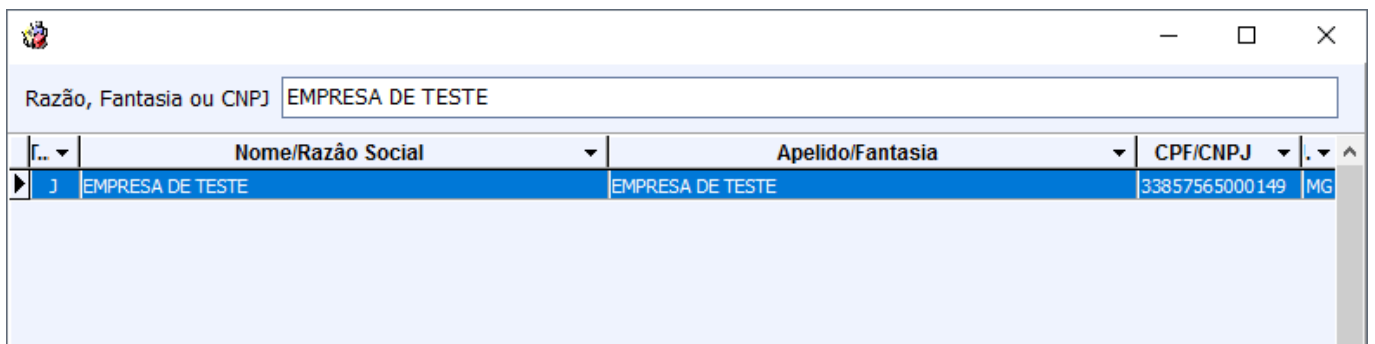 Razão, Fantasia ou CNPJ EMPRESA DE TESTE
T.. Nome/Razâo Social Apelido/Fantasia CPF/CNPJ
J EMPRESA DE TESTE EMPRESA DE TESTE 33857565000149 MG